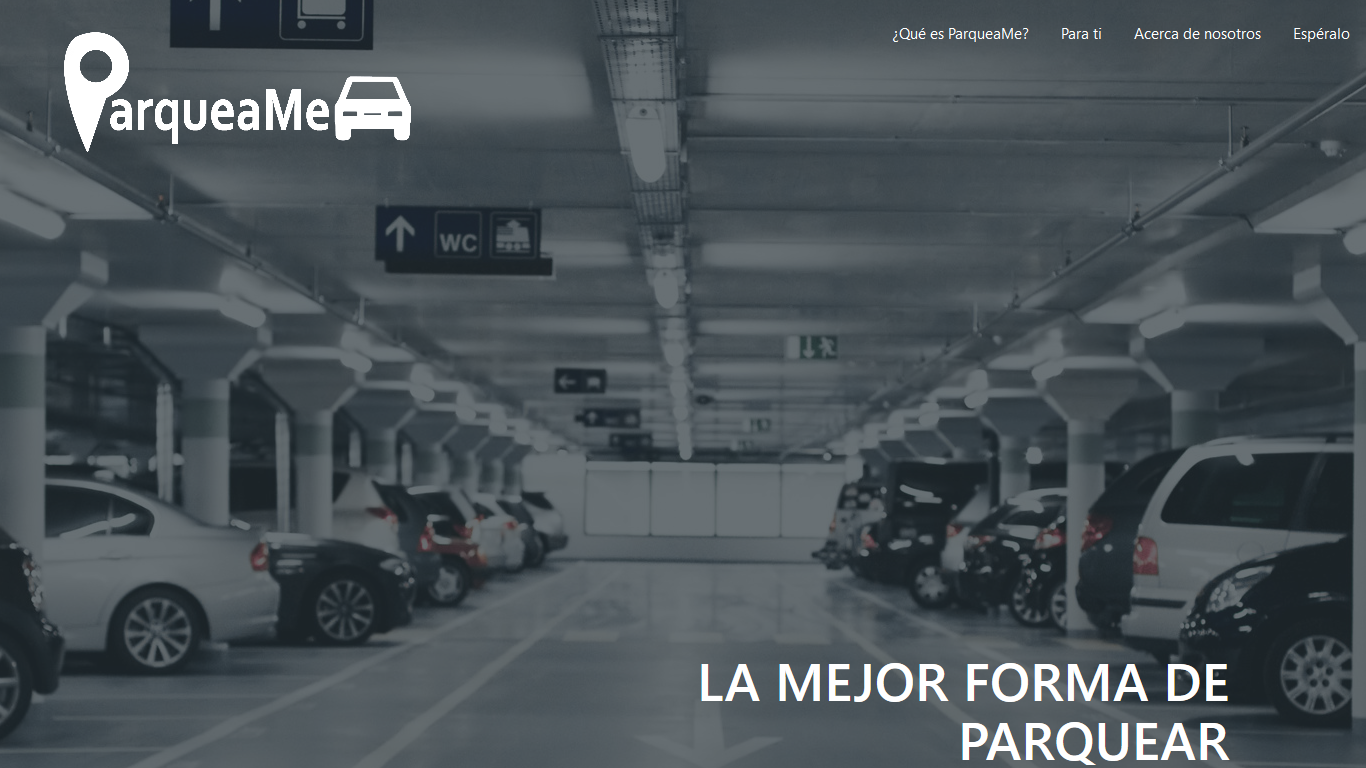 ¿Qué es ParqueaMe? Para ti Acerca de nosotros Espéralo
ParqueaMe
WC
LA MEJOR FORMA DE
PARQUEAR